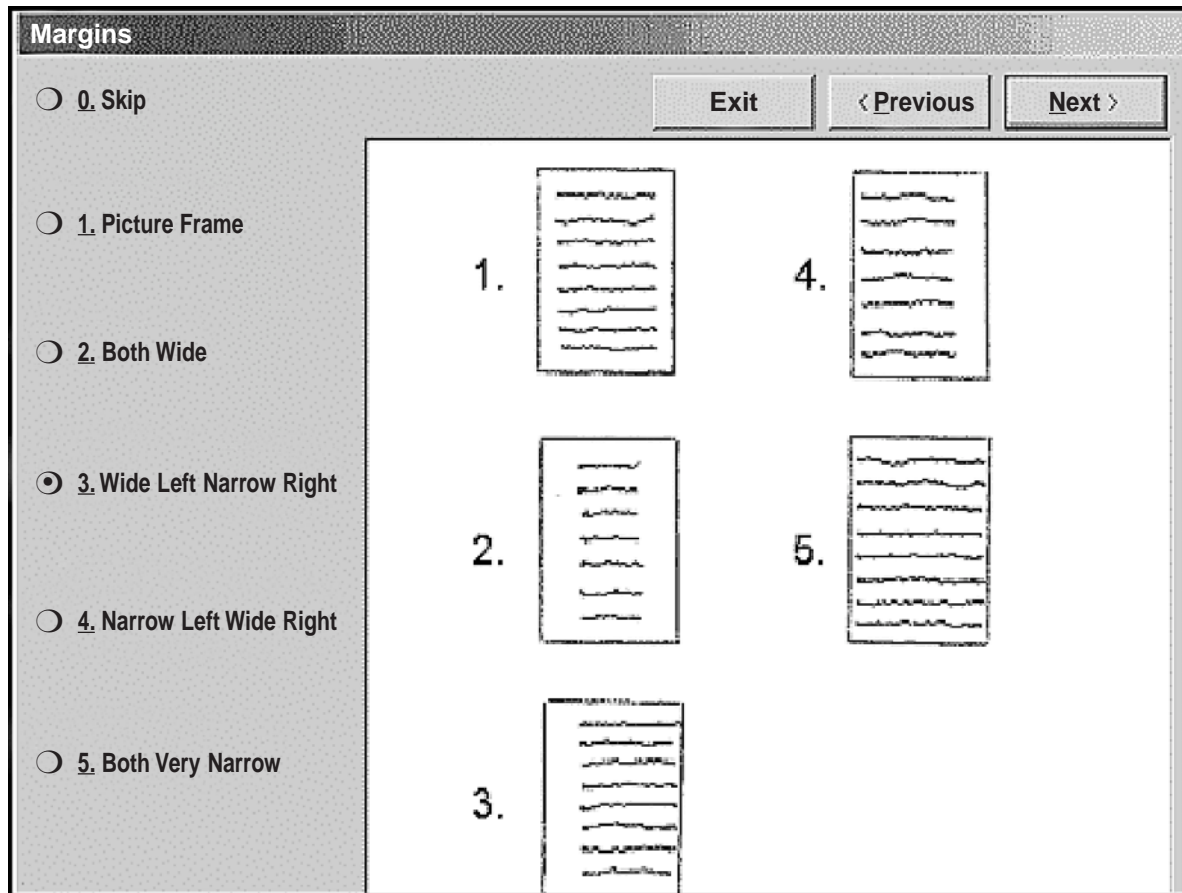 Margins
0. Skip
Exit
‹ Previous
Next ›
1. Picture Frame
2. Both Wide
3. Wide Left Narrow Right
4. Narrow Left Wide Right
5. Both Very Narrow
1.
4.
2.
5.
3.